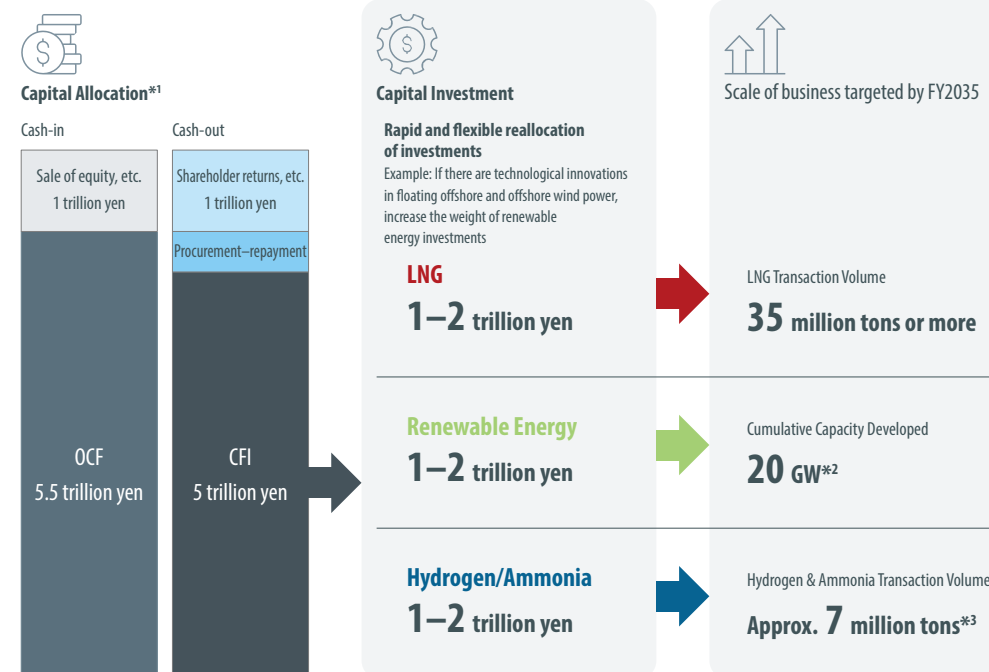 Capital Allocation*1
Cash-in
Cash-out
Sale of equity, etc.
1 trillion yen
OCF
5.5 trillion yen
Shareholder returns, etc.
1 trillion yen
Procurement–repayment
CFI
5 trillion yen
Capital Investment
Rapid and flexible reallocation
of investments
Example: If there are technological innovations
in floating offshore and offshore wind power,
increase the weight of renewable
energy investments
LNG
1–2 trillion yen
Renewable Energy
1–2 trillion yen
Hydrogen/Ammonia
1–2 trillion yen
Scale of business targeted by FY2035
LNG Transaction Volume
35 million tons or more
Cumulative Capacity Developed
20 GW*2
Hydrogen & Ammonia Transaction Volume
Approx. 7 million tons*3